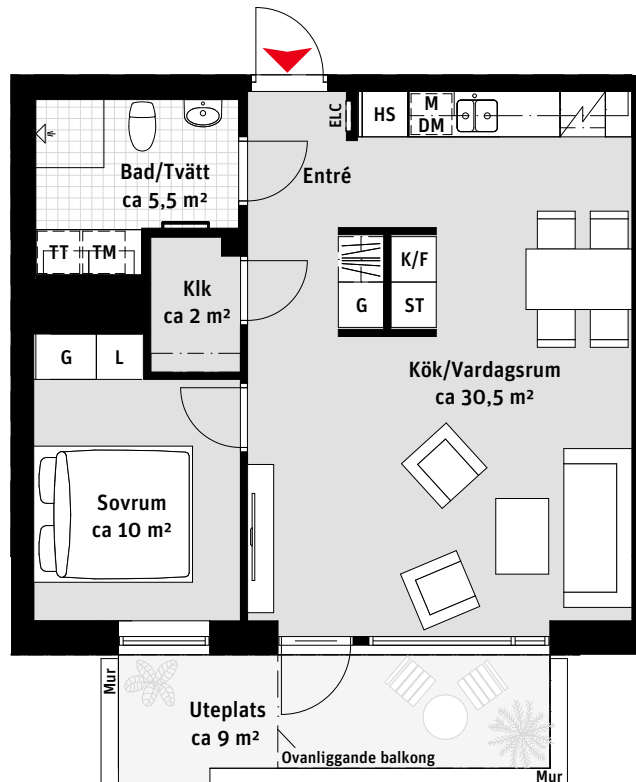 ELC
HS
M
DM
Bad/Tvätt
ca 5,5 m²
Entré
TT
TM
K/F
G
ST
Klk
ca 2 m²
G
L
Kök/Vardagsrum
ca 30,5 m²
Sovrum
ca 10 m²
Mur
Uteplats
ca 9 m²
Ovanliggande balkong
Mur